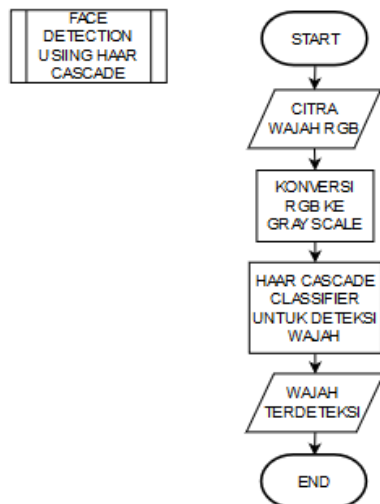 FACE
DETECTION
USIING HAAR
CASCADE
START
CITRA
WAJAH RGB
KONVERSI
RGB KE
GRAY SCALE
HAAR CASCADE
CLASSIFIER
UNTUK DETEKSI
WAJAH
WAJAH
TERDETEKSI
END